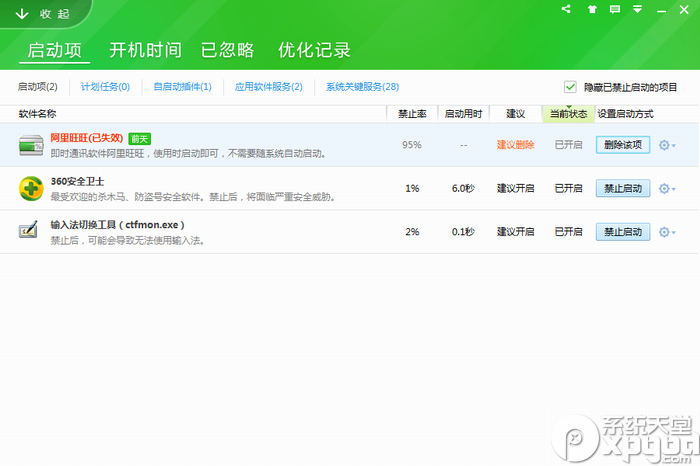 收起
启动项 开机时间 已忽略 优化记录
启动项(2) 计划任务(0) 自启动插件(1) 应用软件服务(2) 系统关键服务(28) 隐藏已禁止启动的项目
软件名称 禁止率 启动用时 建议 当前状态 设置启动方式
阿里旺旺(已失效) 前天
即时通讯软件阿里旺旺，使用时启动即可，不需要随系统自动启动。
95% -- 建议删除 已开启 删除该项
360安全卫士
最受欢迎的杀木马、防盗号安全软件。禁止后，将面临严重安全威胁。
1% 6.0秒 建议开启 已开启 禁止启动
输入法切换工具（ctfmon.exe）
禁止后，可能会导致无法使用输入法。
2% 0.1秒 建议开启 已开启 禁止启动
系统天堂